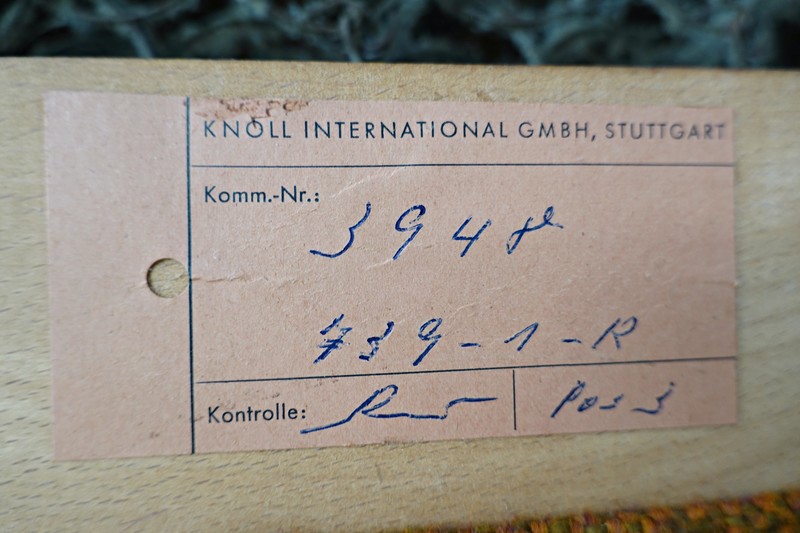 KNOLL INTERNATIONAL GMBH, STUTTGART
Komm.-Nr.:
3948
739-1-R
Kontrolle:
Pos 3